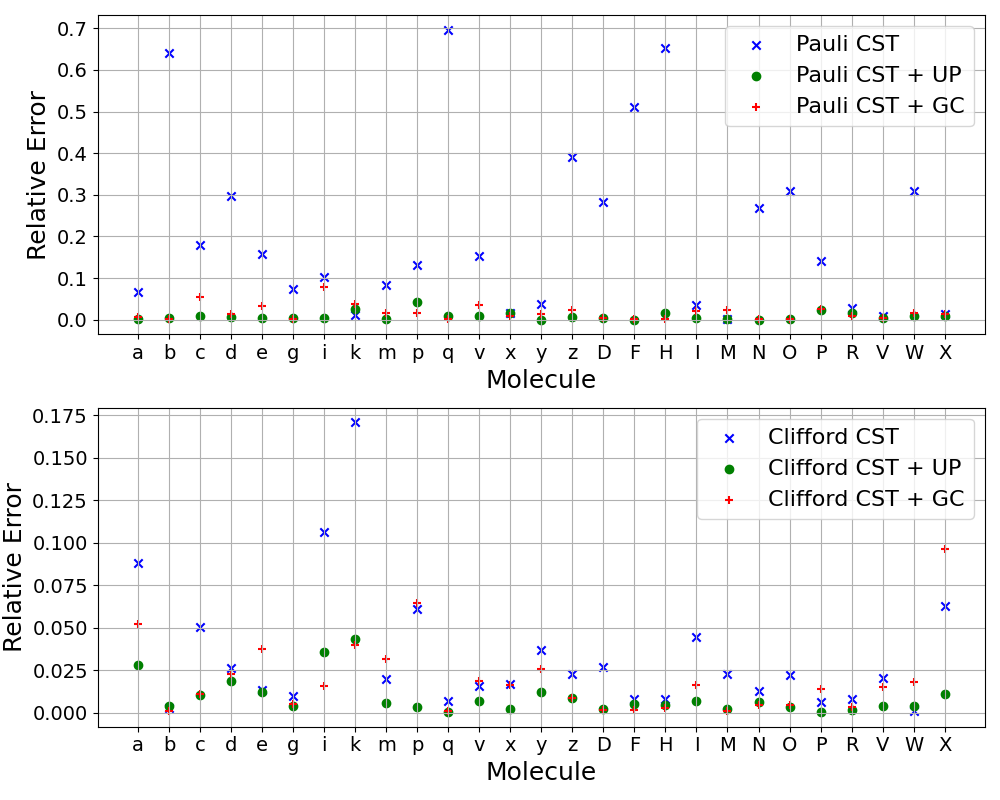 0.7
0.6
0.5
0.4
0.3
0.2
0.1
0.0
Relative Error
Pauli CST
Pauli CST + UP
Pauli CST + GC
a b c d e g i k m p q v x y z D F H I M N O P R V W X
Molecule
0.175
0.150
0.125
0.100
0.075
0.050
0.025
0.000
Relative Error
Clifford CST
Clifford CST + UP
Clifford CST + GC
a b c d e g i k m p q v x y z D F H I M N O P R V W X
Molecule